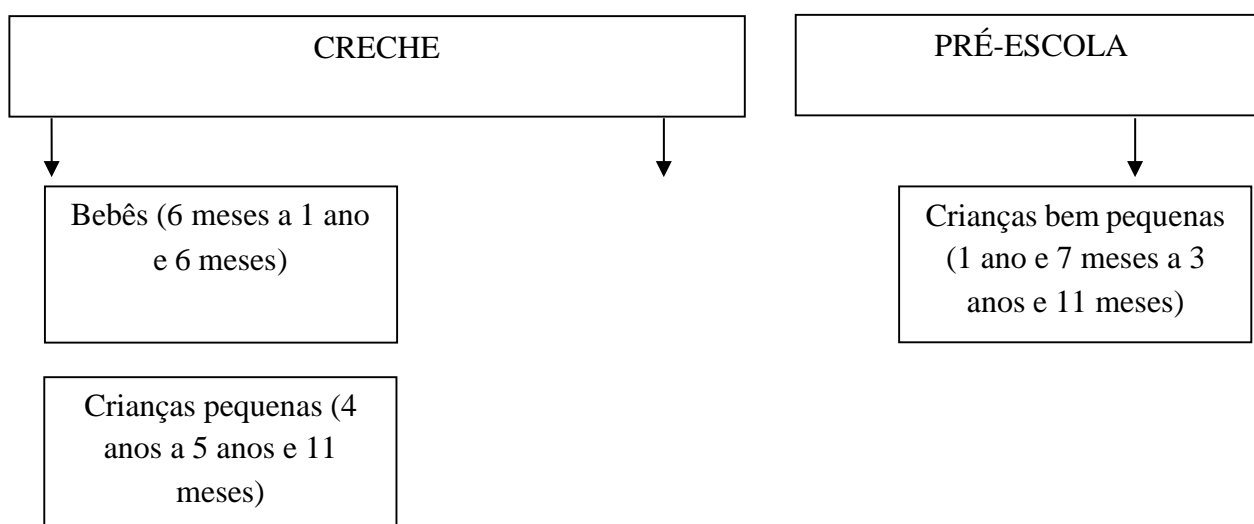 CRECHE
PRÉ-ESCOLA
Bebês (6 meses a 1 ano
e 6 meses)
Crianças bem pequenas
(1 ano e 7 meses a 3
anos e 11 meses)
Crianças pequenas (4
anos a 5 anos e 11
meses)